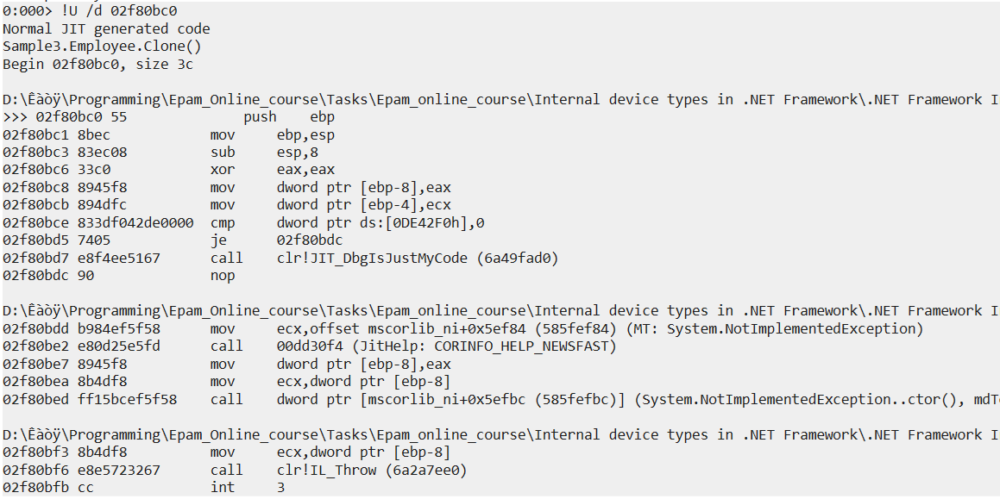 0:000> !U /d 02f80bc0
Normal JIT generated code
Sample3.Employee.Clone()
Begin 02f80bc0, size 3c
D:\Êàòÿ\Programming\Epam_Online_course\Tasks\Epam_online_course\Internal device types in .NET Framework\.NET Framework I
>>> 02f80bc0 55 push ebp
02f80bc1 8bec mov ebp,esp
02f80bc3 83ec08 sub esp,8
02f80bc6 33c0 xor eax,eax
02f80bc8 8945f8 mov dword ptr [ebp-8],eax
02f80bcb 894dfc mov dword ptr [ebp-4],ecx
02f80bce 833df042de0000 cmp dword ptr ds:[0DE42F0h],0
02f80bd5 7405 je 02f80bdc
02f80bd7 e8f4ee5167 call clr!JIT_DbgIsJustMyCode (6a49fad0)
02f80bdc 90 nop
D:\Êàòÿ\Programming\Epam_Online_course\Tasks\Epam_online_course\Internal device types in .NET Framework\.NET Framework I
02f80bdd b984ef5f58 mov ecx,offset mscorlib_ni+0x5ef84 (585fef84) (MT: System.NotImplementedException)
02f80be2 e80d25e5fd call 00dd30f4 (JitHelp: CORINFO_HELP_NEWSFAST)
02f80be7 8945f8 mov dword ptr [ebp-8],eax
02f80bea 8b4df8 mov ecx,dword ptr [ebp-8]
02f80bed ff15bcef5f58 call dword ptr [mscorlib_ni+0x5efbc (585fefbc)] (System.NotImplementedException..ctor(), mdT
D:\Êàòÿ\Programming\Epam_Online_course\Tasks\Epam_online_course\Internal device types in .NET Framework\.NET Framework I
02f80bf3 8b4df8 mov ecx,dword ptr [ebp-8]
02f80bf6 e8e5723267 call clr!IL_Throw (6a2a7ee0)
02f80bfb cc int 3